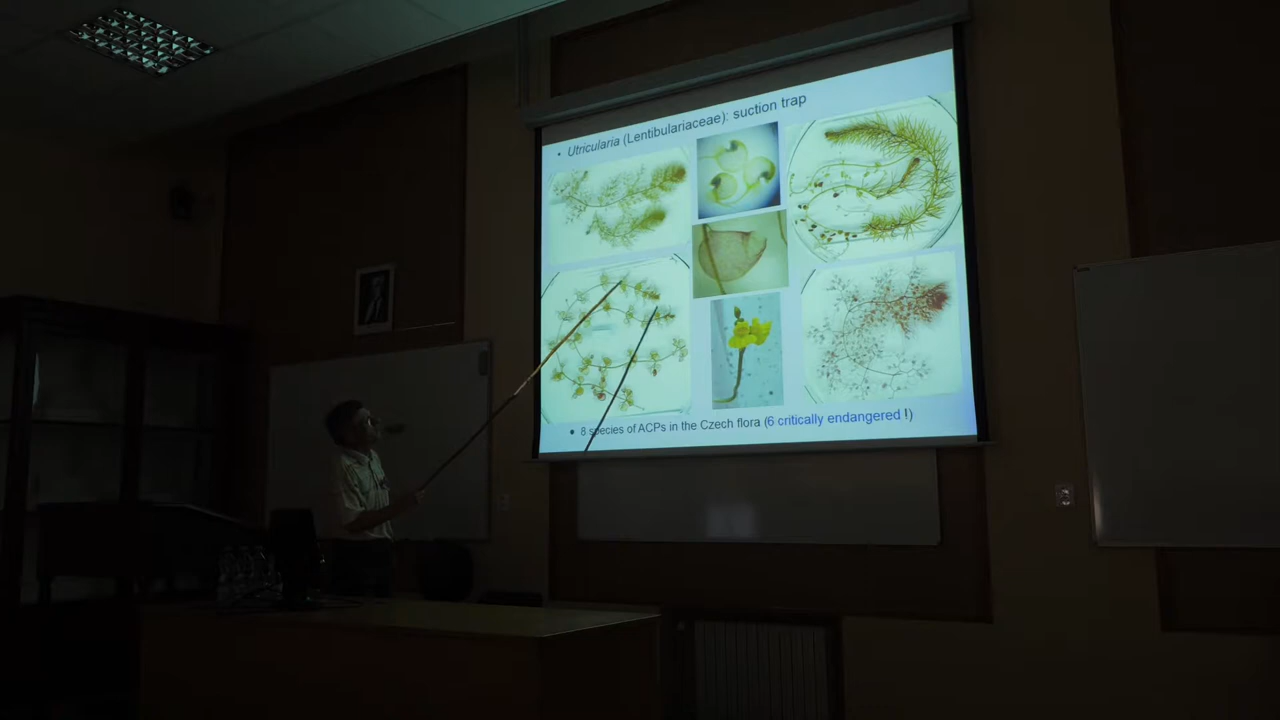 • Utricularia (Lentibulariaceae): suction trap
• 8 species of ACPs in the Czech flora (6 critically endangered !)